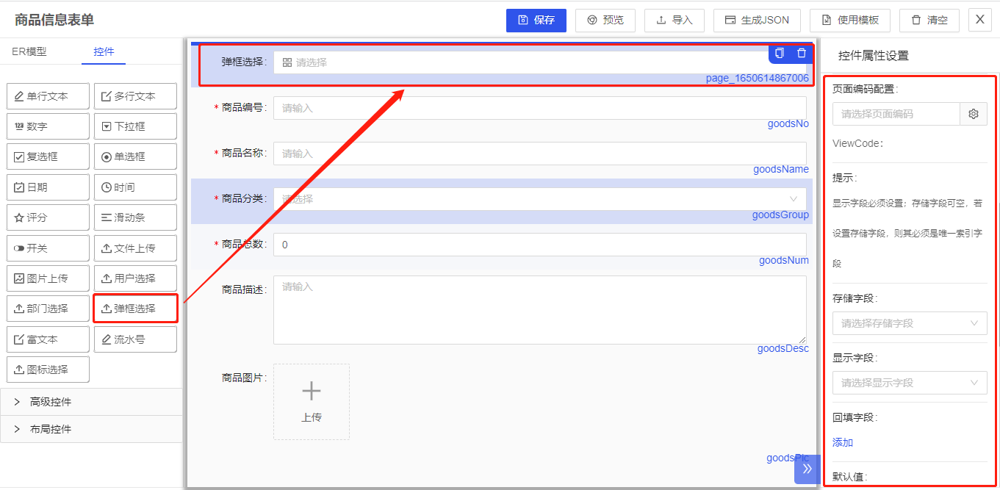 商品信息表单
保存
预览
导入
生成JSON
使用模板
清空
X
ER模型
控件
单行文本
多行文本
123 数字
下拉框
复选框
单选框
日期
时间
评分
滑动条
开关
文件上传
图片上传
用户选择
部门选择
弹框选择
富文本
流水号
图标选择
高级控件
布局控件
弹框选择:
请选择
page_1650614867006
* 商品编号:
请输入
goodsNo
* 商品名称:
请输入
goodsName
* 商品分类:
请选择
goodsGroup
* 商品总数:
0
goodsNum
商品描述:
请输入
goodsDesc
商品图片:
上传
goodsPic
控件属性设置
页面编码配置:
请选择页面编码
ViewCode:
提示:
显示字段必须设置；存储字段可空，若
设置存储字段，则其必须是唯一索引字
段
存储字段:
请选择存储字段
显示字段:
请选择显示字段
回填字段:
添加
默认值: